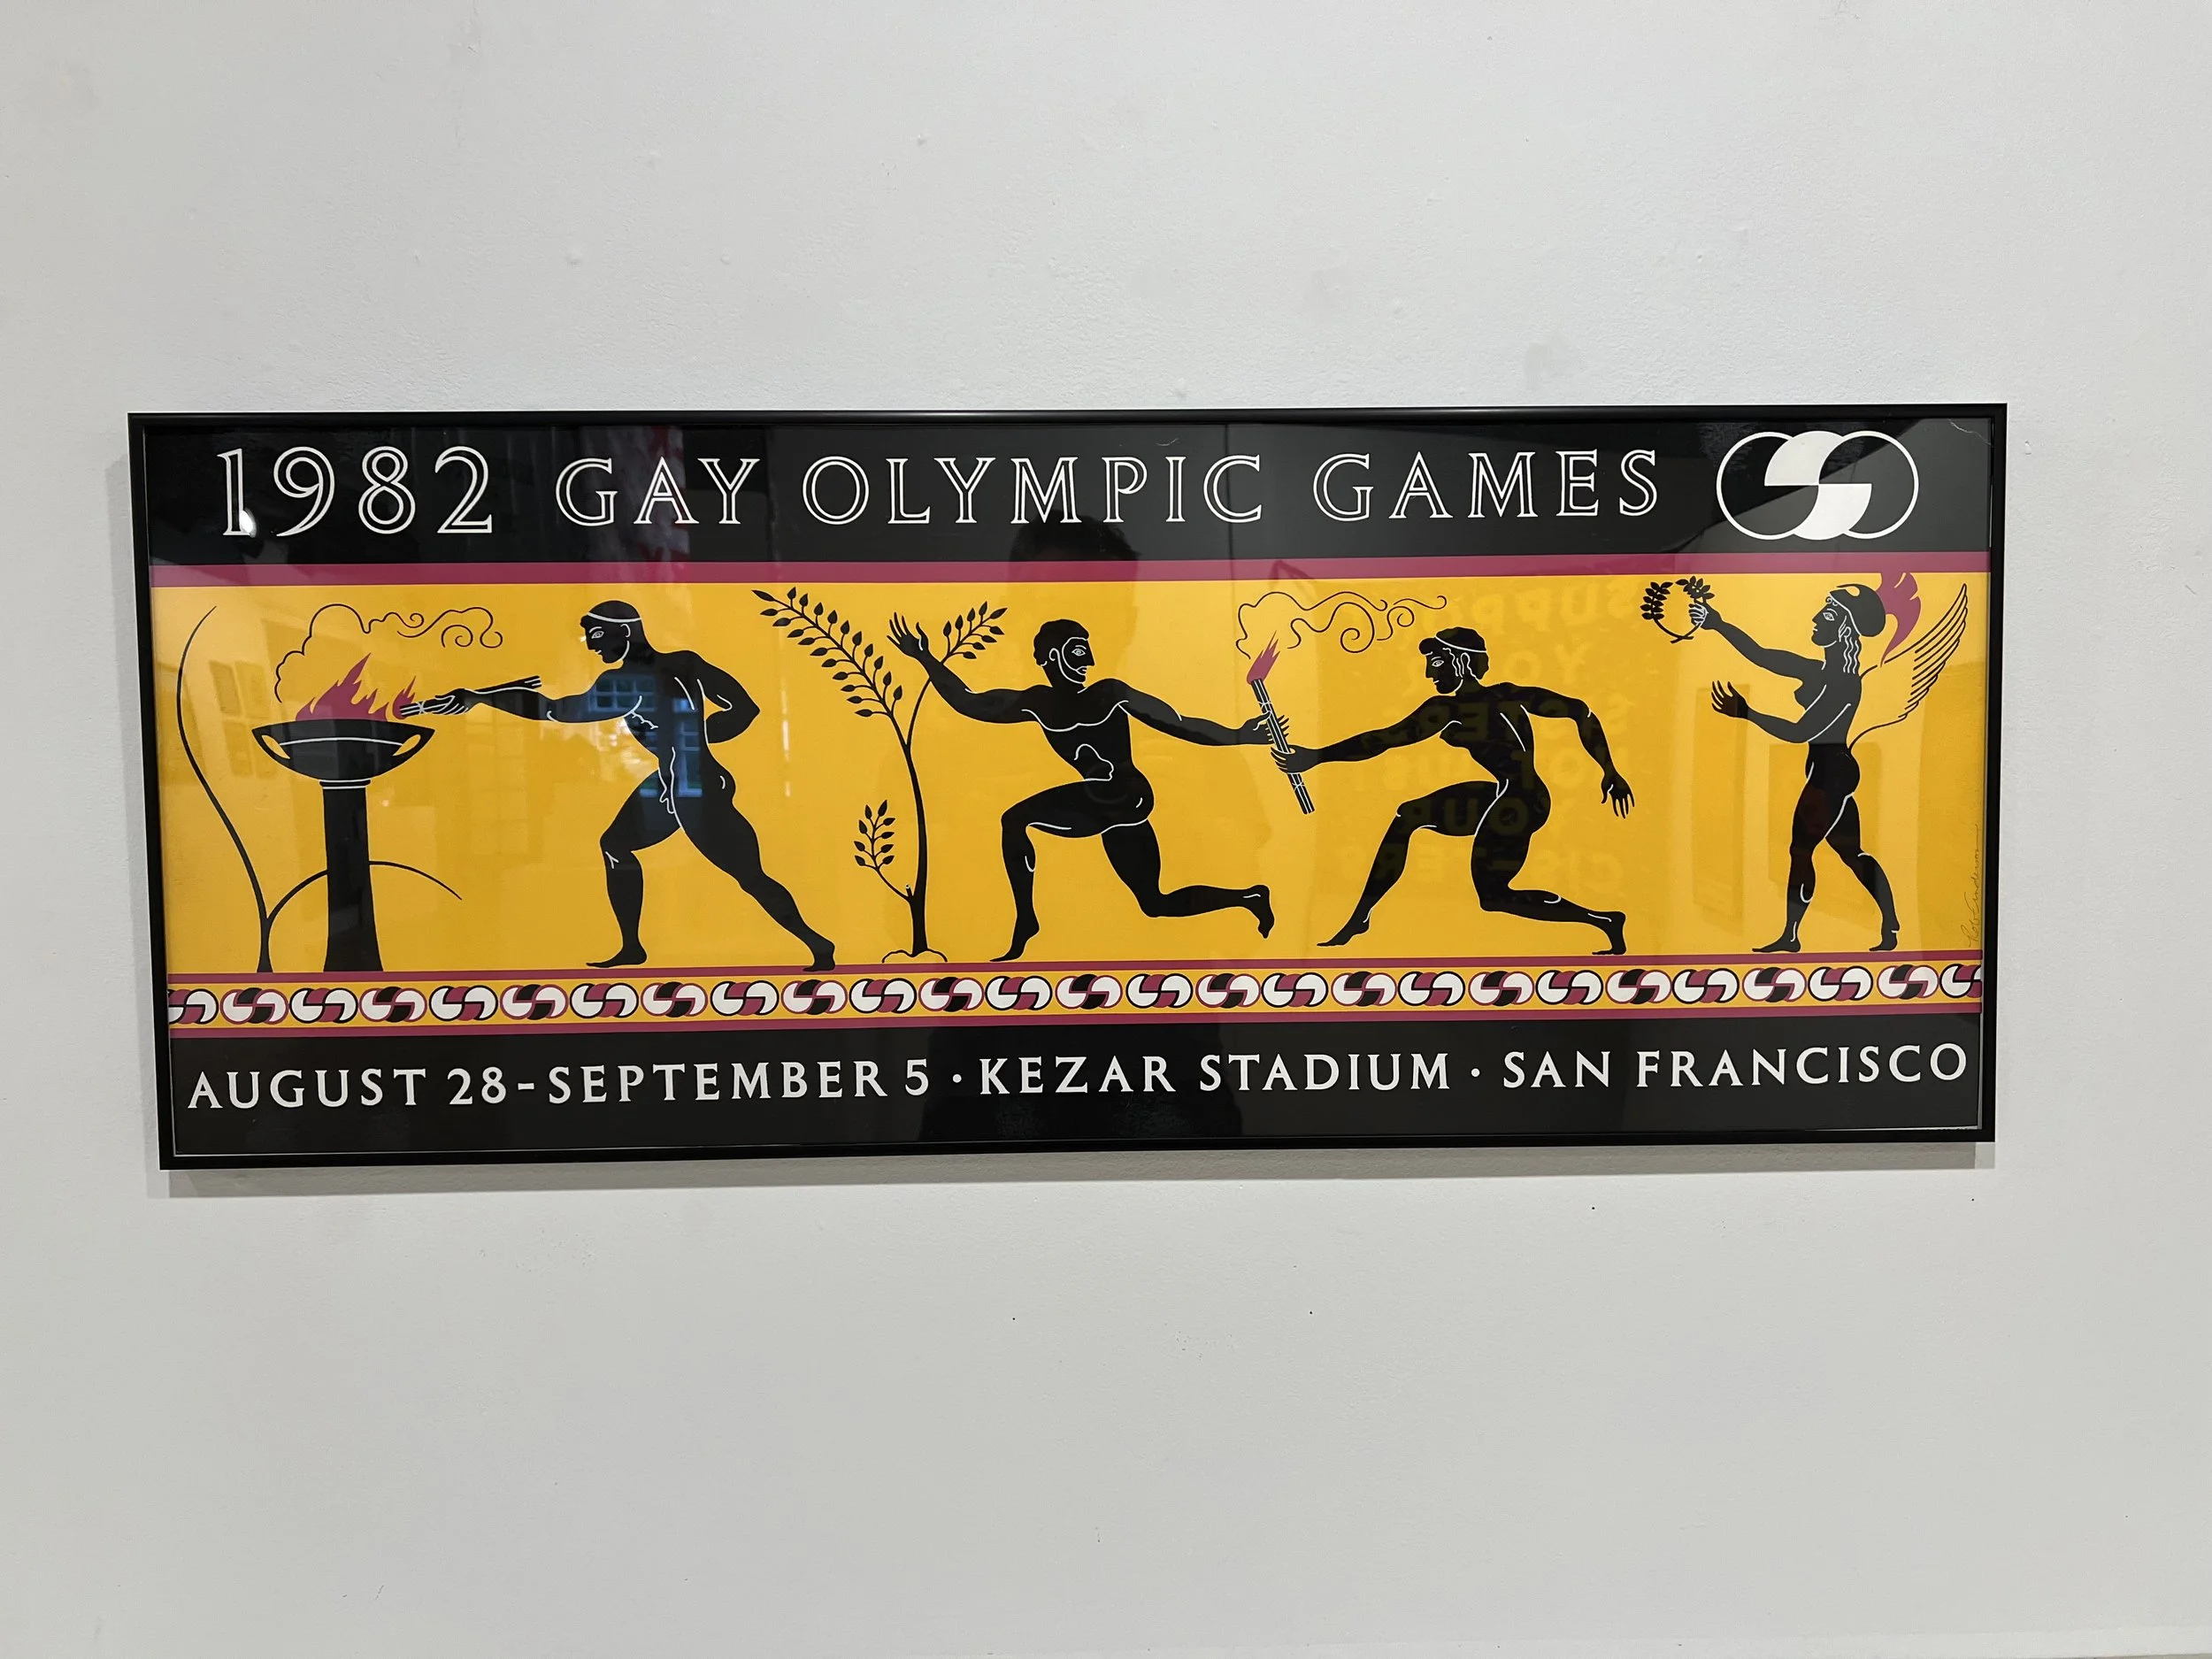 1982 GAY OLYMPIC GAMES
AUGUST 28-SEPTEMBER 5 · KEZAR STADIUM · SAN FRANCISCO